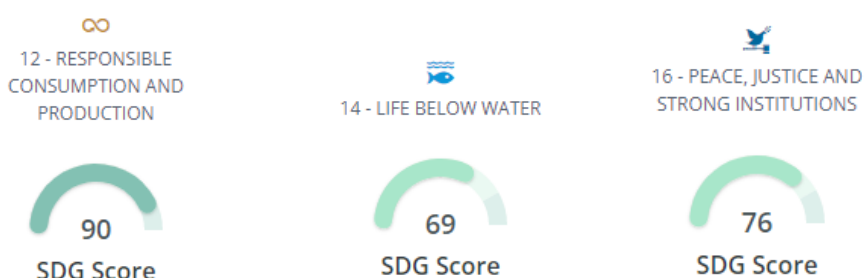 12 - RESPONSIBLE
CONSUMPTION AND
PRODUCTION
90
SDG Score
14 - LIFE BELOW WATER
69
SDG Score
16 - PEACE, JUSTICE AND
STRONG INSTITUTIONS
76
SDG Score